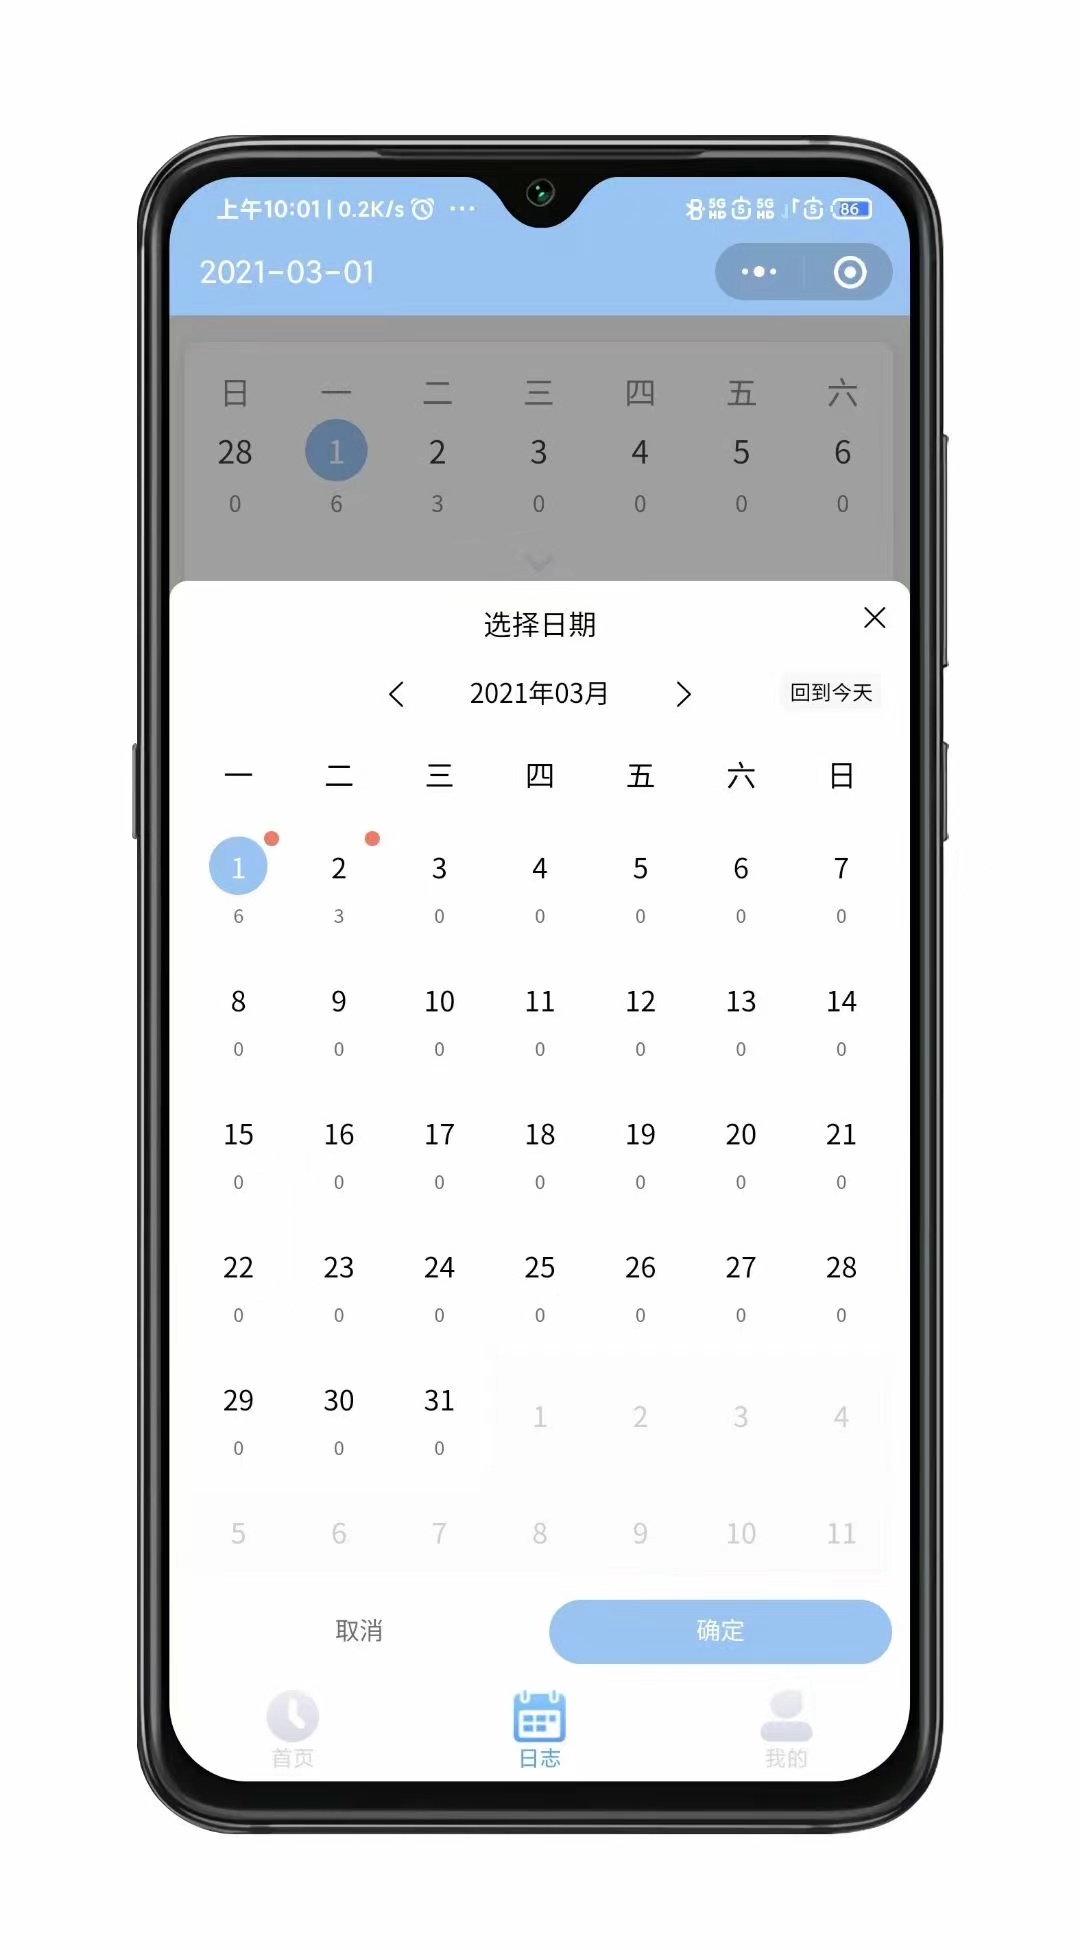 上午10:01 | 0.2K/s ... 5G HD 5 5G HD 5 86
2021-03-01
日 一 二 三 四 五 六
28 1 2 3 4 5 6
0 6 3 0 0 0 0
选择日期
2021年03月 回到今天
一 二 三 四 五 六 日
1 2 3 4 5 6 7
6 3 0 0 0 0 0
8 9 10 11 12 13 14
0 0 0 0 0 0 0
15 16 17 18 19 20 21
0 0 0 0 0 0 0
22 23 24 25 26 27 28
0 0 0 0 0 0 0
29 30 31 1 2 3 4
0 0 0
5 6 7 8 9 10 11
取消 确定
首页 日志 我的